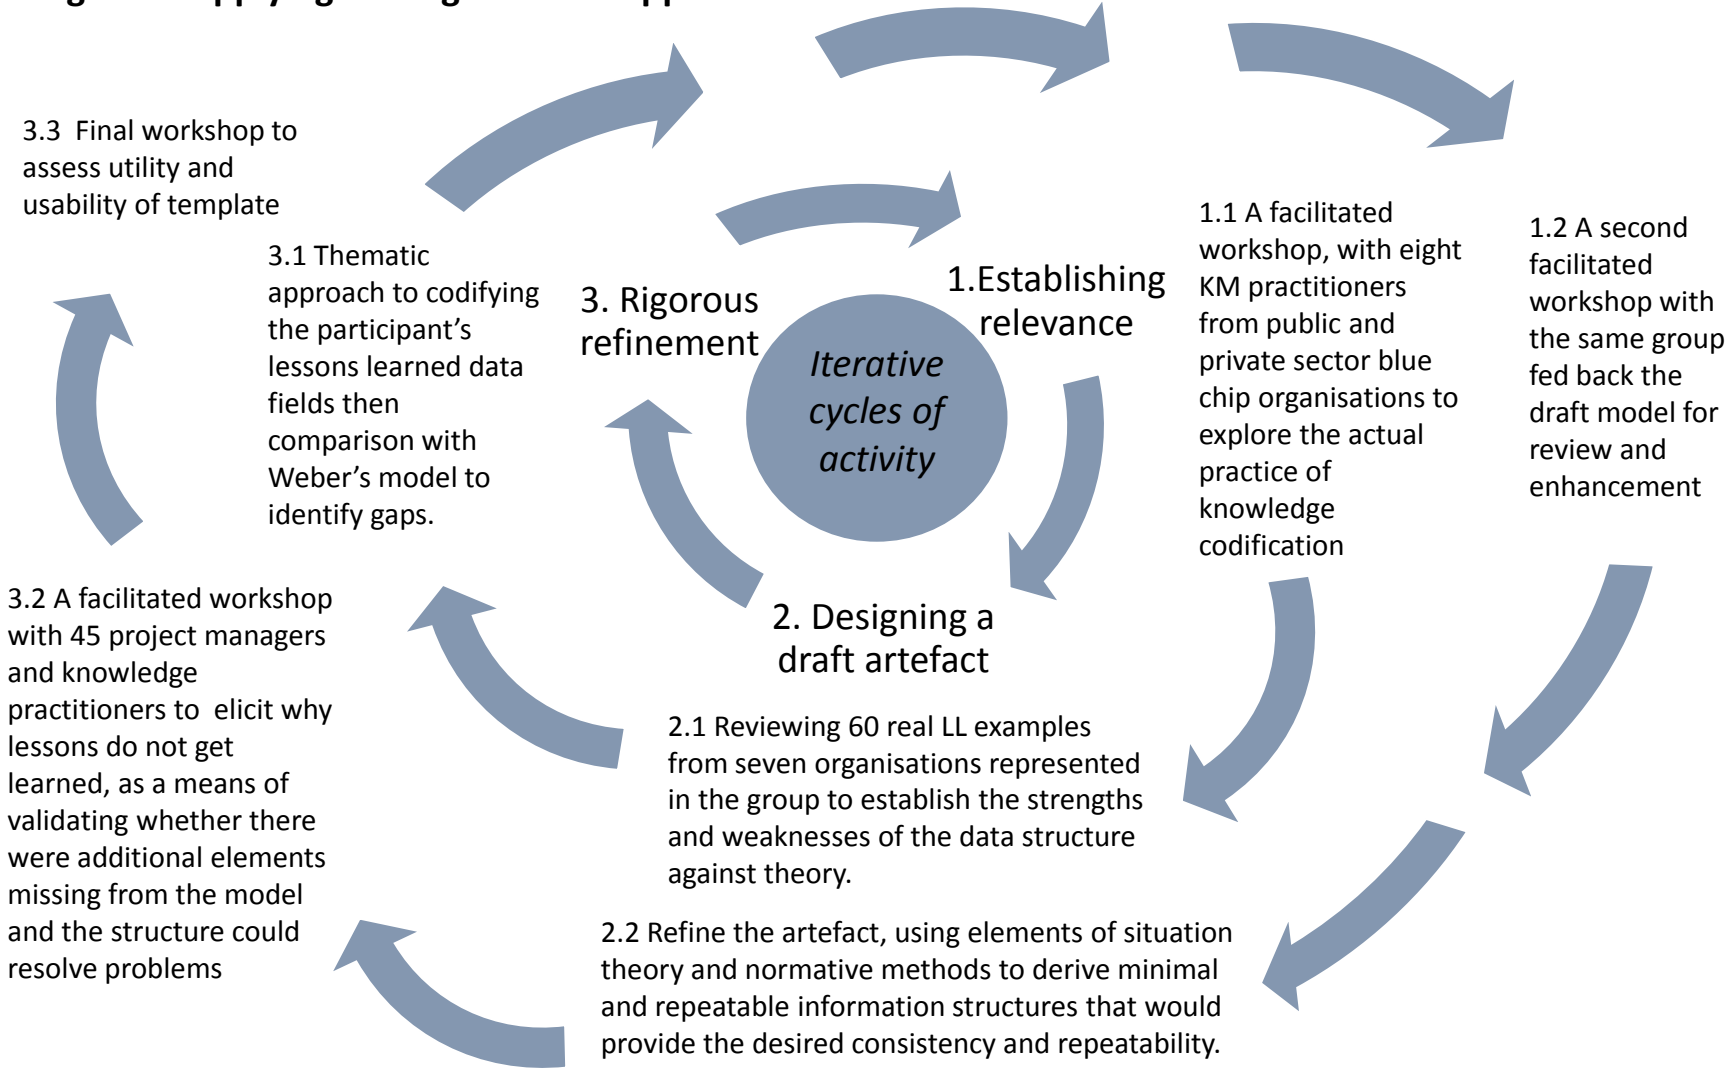 3.3  Final workshop to
assess utility and
usability of template
3.1 Thematic
approach to codifying
the participant's
lessons learned data
fields then
comparison with
Weber's model to
identify gaps.
3. Rigorous
refinement
1.Establishing
relevance
Iterative
cycles of
activity
2. Designing a
draft artefact
1.1 A facilitated
workshop, with eight
KM practitioners
from public and
private sector blue
chip organisations to
explore the actual
practice of
knowledge
codification
1.2 A second
facilitated
workshop with
the same group
fed back the
draft model for
review and
enhancement
3.2 A facilitated workshop
with 45 project managers
and knowledge
practitioners to  elicit why
lessons do not get
learned, as a means of
validating whether there
were additional elements
missing from the model
and the structure could
resolve problems
2.1 Reviewing 60 real LL examples
from seven organisations represented
in the group to establish the strengths
and weaknesses of the data structure
against theory.
2.2 Refine the artefact, using elements of situation
theory and normative methods to derive minimal
and repeatable information structures that would
provide the desired consistency and repeatability.